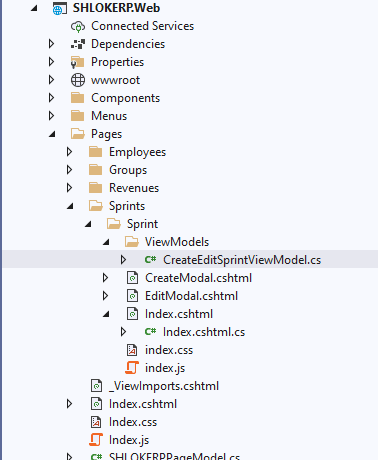 SHLOKERP.Web
Connected Services
Dependencies
Properties
wwwroot
Components
Menus
Pages
Employees
Groups
Revenues
Sprints
Sprint
ViewModels
C# CreateEditSprintViewModel.cs
CreateModal.cshtml
EditModal.cshtml
Index.cshtml
C# Index.cshtml.cs
index.css
index.js
_ViewImports.cshtml
Index.cshtml
Index.css
Index.js
C# SHLOKERPPageModel.cs